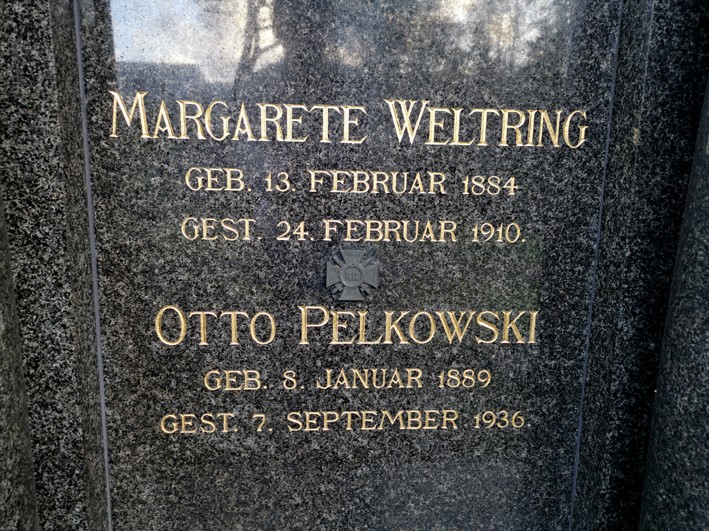 MARGARETE WELTRING
GEB. 13. FEBRUAR 1884
GEST. 24. FEBRUAR 1910.
OTTO PELKOWSKI
GEB. 8. JANUAR 1889
GEST. 7. SEPTEMBER 1936.